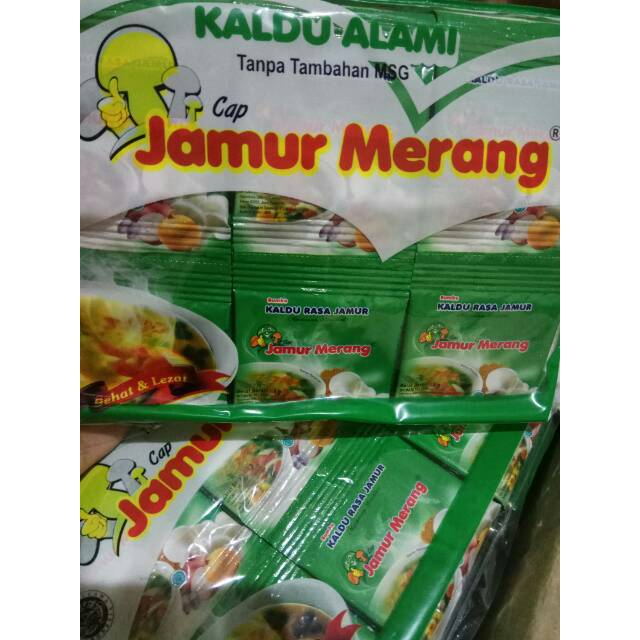 KALDU ALAMI
Tanpa Tambahan MSG
Cap
Jamur Merang
®
Sehat & Lezat
Bumbu
KALDU RASA JAMUR
Jamur Merang
Bumbu
KALDU RASA JAMUR
Jamur Merang
Cap
Jamur
Bumbu
KALDU RASA JAMUR
Jamur Merang